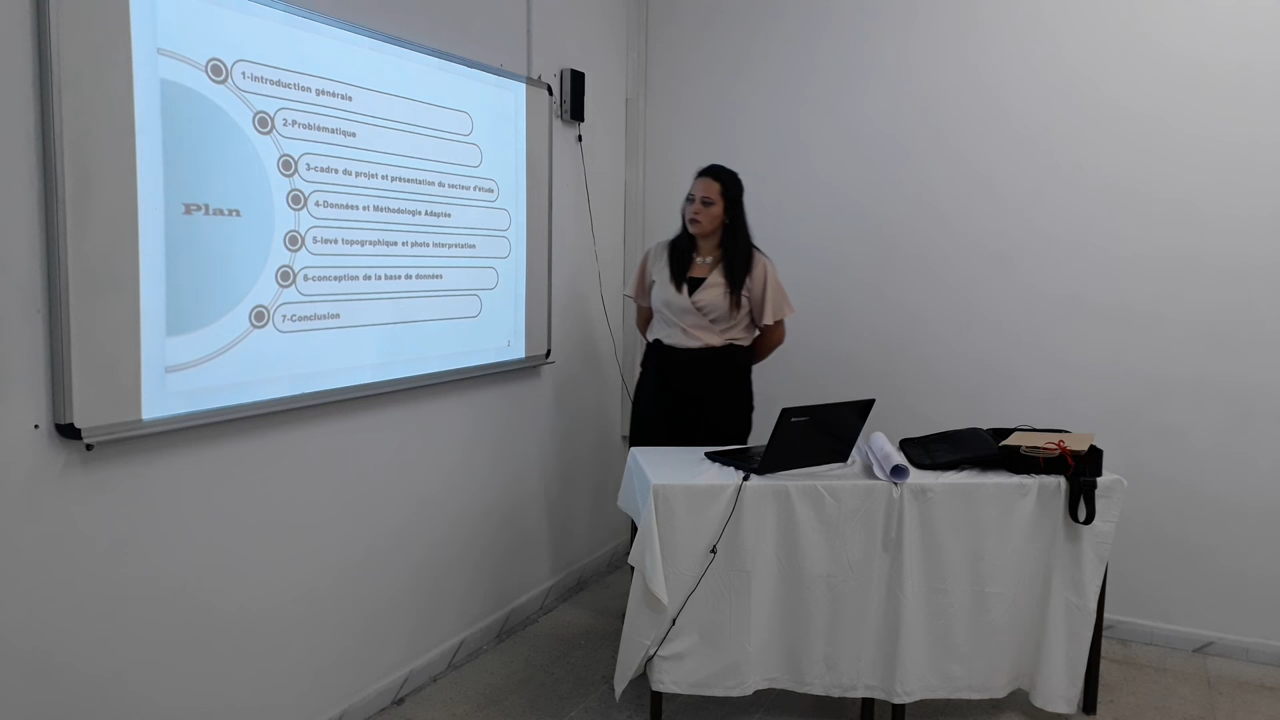 1-Introduction générale
2-Problématique
3-cadre du projet et présentation du secteur d'étude
4-Données et Méthodologie Adaptée
5-levé topographique et photo interprétation
6-conception de la base de données
7-Conclusion
Plan
2